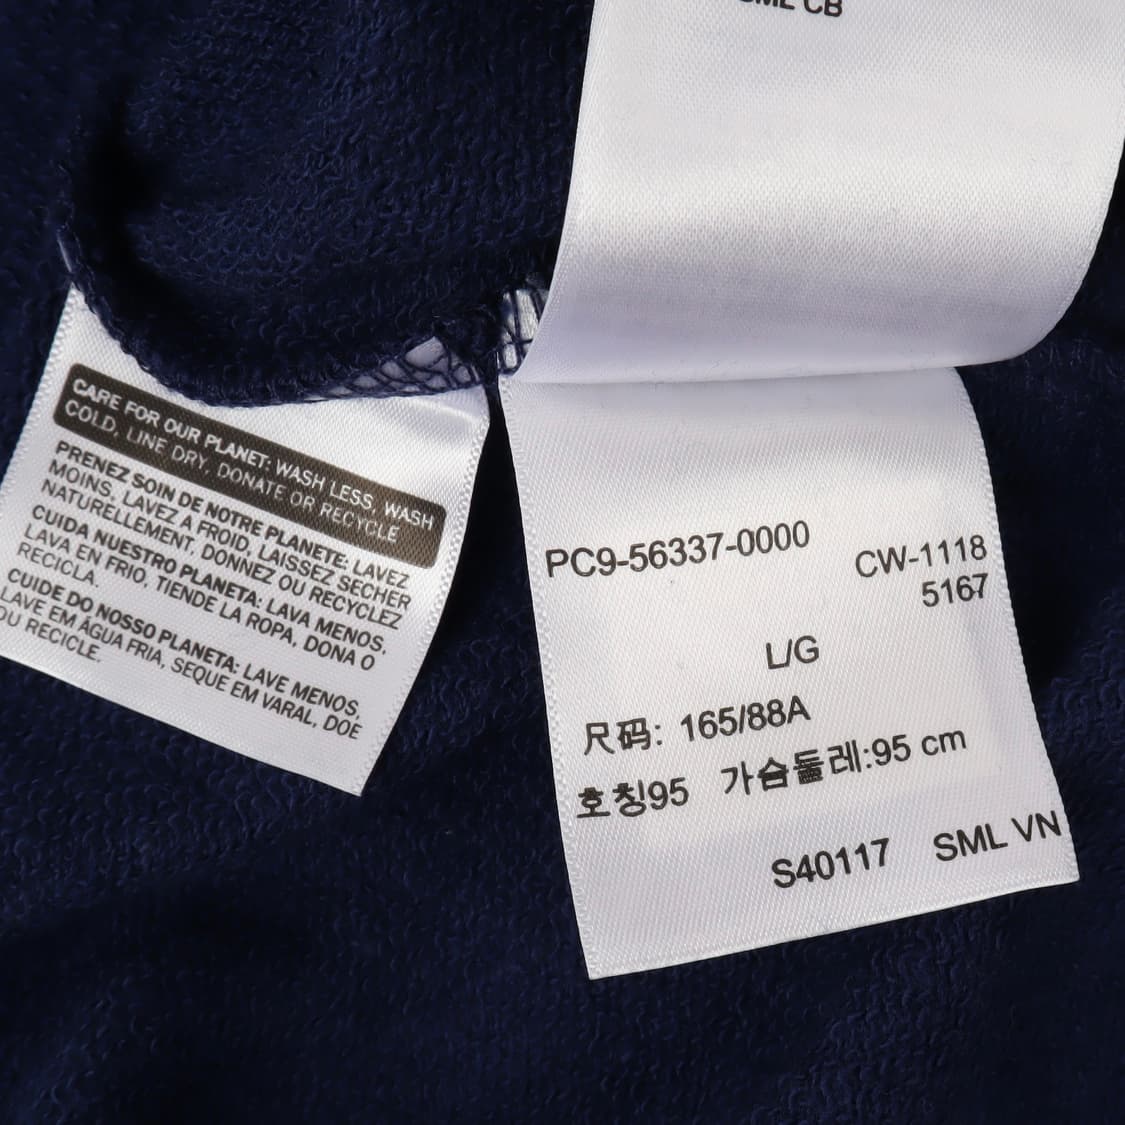 SML CB
CARE FOR OUR PLANET: WASH LESS, WASH
COLD, LINE DRY, DONATE OR RECYCLE
PRENEZ SOIN DE NOTRE PLANETE: LAVEZ
MOINS, LAVEZ A FROID, LAISSEZ SECHER
NATURELLEMENT, DONNEZ OU RECYCLEZ
CUIDA NUESTRO PLANETA: LAVA MENOS,
LAVA EN FRIO, TIENDE LA ROPA, DONA O
RECICLA.
CUIDE DO NOSSO PLANETA: LAVE MENOS,
LAVE EM ÁGUA FRIA, SEQUE EM VARAL, DOE
OU RECICLE.
PC9-56337-0000
CW-1118
5167
L/G
尺码: 165/88A
호칭95 가슴둘레:95 cm
S40117 SML VN